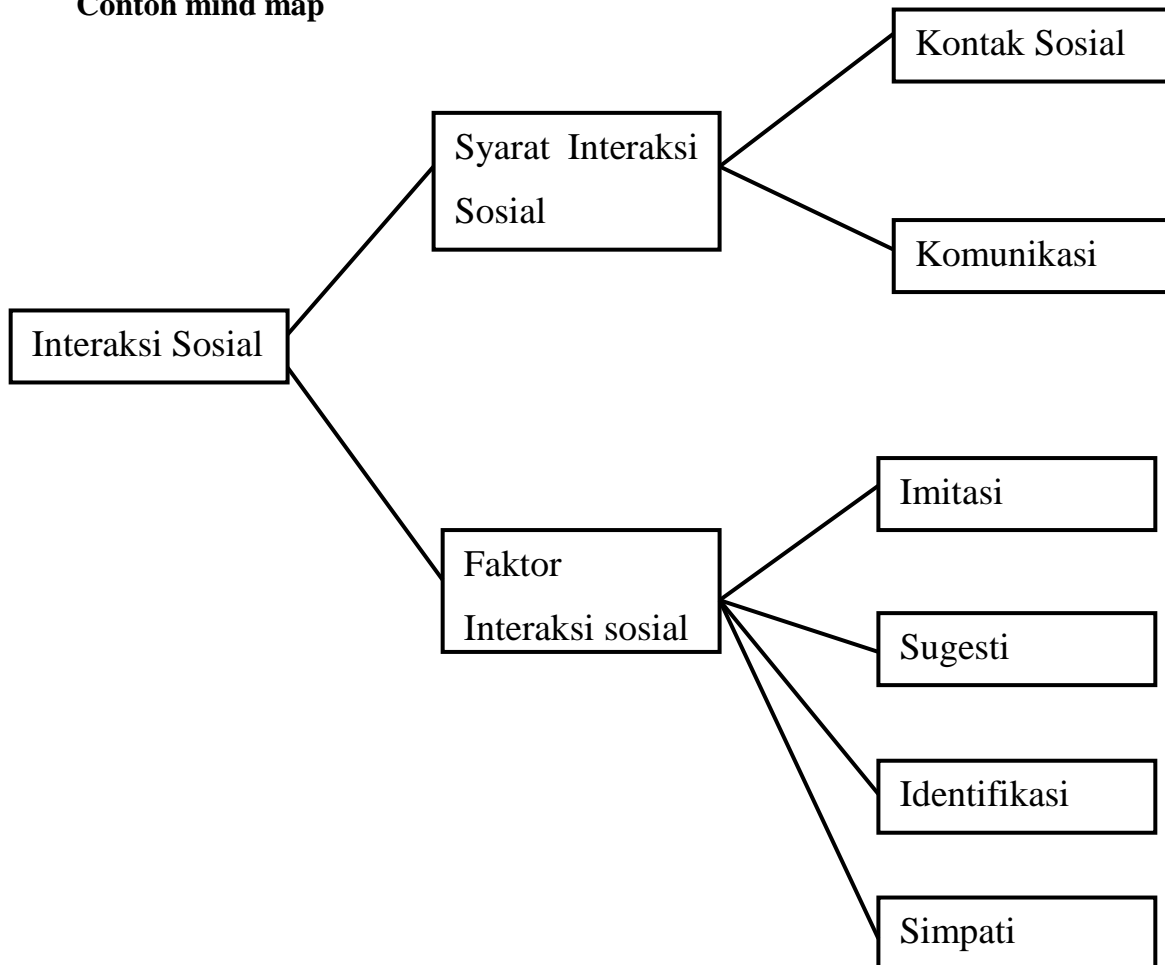 Contoh mind map
Kontak Sosial
Syarat Interaksi
Sosial
Komunikasi
Interaksi Sosial
Imitasi
Faktor
Interaksi sosial
Sugesti
Identifikasi
Simpati